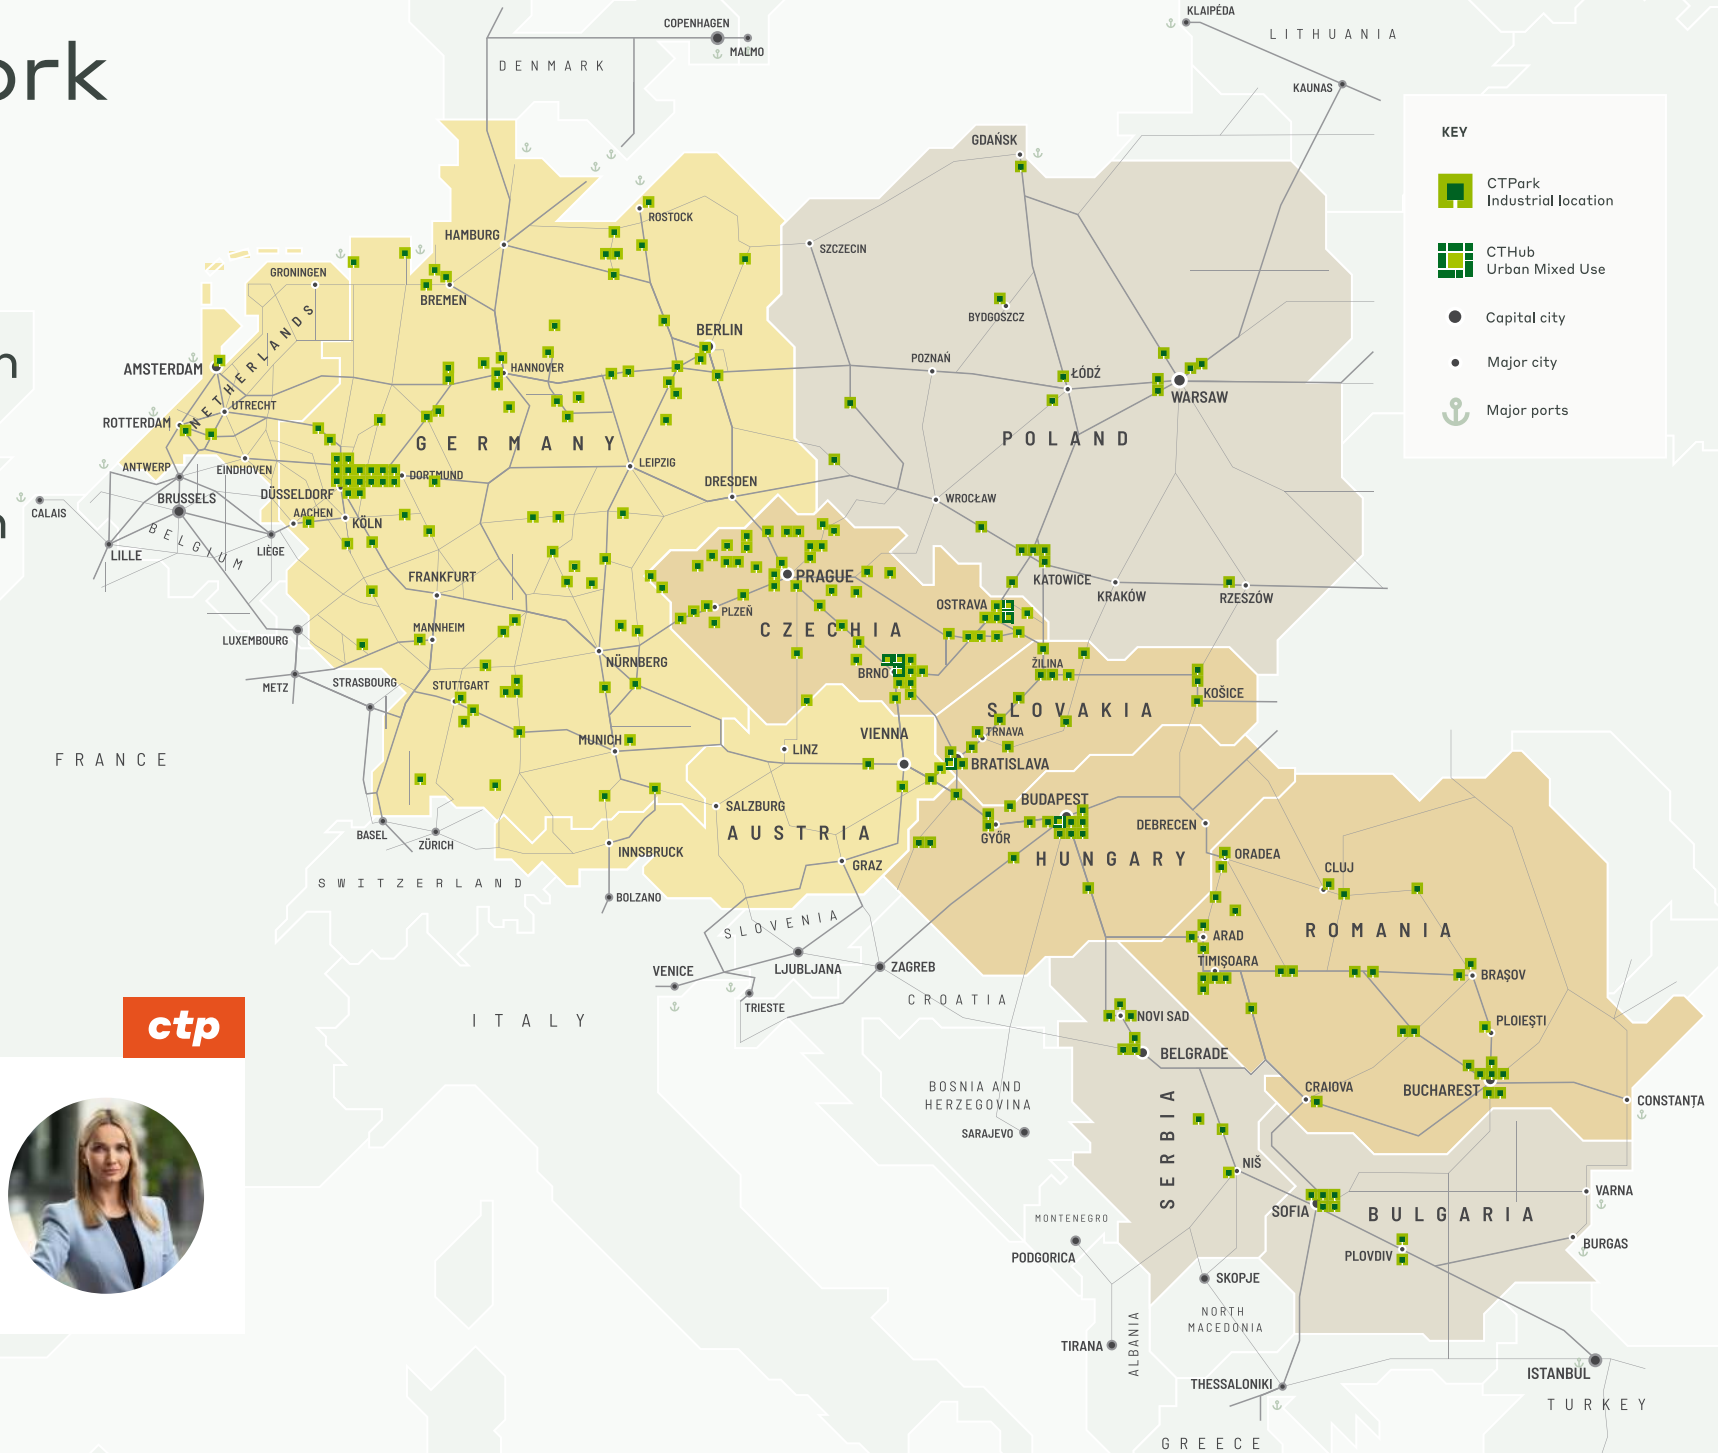 ork
n
n
COPENHAGEN
MALMO
DENMARK
KLAIPĖDA
LITHUANIA
KAUNAS
KEY
CTPark
Industrial location
CTHub
Urban Mixed Use
Capital city
Major city
Major ports
GDAŃSK
ROSTOCK
HAMBURG
SZCZECIN
GRONINGEN
BREMEN
BYDGOSZCZ
BERLIN
NETHERLANDS
AMSTERDAM
HANNOVER
POZNAŃ
ŁÓDŹ
WARSAW
UTRECHT
ROTTERDAM
GERMANY
POLAND
ANTWERP
EINDHOVEN
DORTMUND
LEIPZIG
DRESDEN
DÜSSELDORF
BRUSSELS
WROCŁAW
CALAIS
AACHEN
KÖLN
BELGIUM
LILLE
LIÈGE
FRANKFURT
PRAGUE
KATOWICE
KRAKÓW
RZESZÓW
OSTRAVA
PLZEŇ
CZECHIA
LUXEMBOURG
MANNHEIM
NÜRNBERG
BRNO
ŽILINA
METZ
STRASBOURG
STUTTGART
KOŠICE
SLOVAKIA
TRNAVA
VIENNA
MUNICH
LINZ
BRATISLAVA
FRANCE
SALZBURG
BUDAPEST
AUSTRIA
GYŐR
DEBRECEN
BASEL
ZÜRICH
INNSBRUCK
HUNGARY
ORADEA
GRAZ
CLUJ
SWITZERLAND
BOLZANO
SLOVENIA
ROMANIA
ARAD
TIMIȘOARA
VENICE
LJUBLJANA
ZAGREB
BRAȘOV
TRIESTE
CROATIA
NOVI SAD
PLOIEȘTI
ITALY
ctp
BELGRADE
BOSNIA AND
HERZEGOVINA
CRAIOVA
BUCHAREST
CONSTANȚA
SARAJEVO
SERBIA
NIŠ
VARNA
SOFIA
BULGARIA
MONTENEGRO
PODGORICA
PLOVDIV
BURGAS
SKOPJE
NORTH
MACEDONIA
TIRANA
ALBANIA
ISTANBUL
THESSALONIKI
TURKEY
GREECE